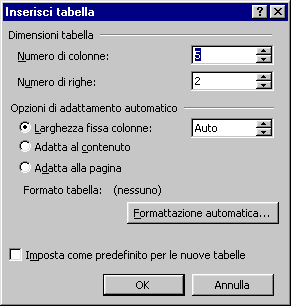 Inserisci tabella
Dimensioni tabella
Numero di colonne: 5
Numero di righe: 2
Opzioni di adattamento automatico
Larghezza fissa colonne: Auto
Adatta al contenuto
Adatta alla pagina
Formato tabella: (nessuno)
Formattazione automatica...
Imposta come predefinito per le nuove tabelle
OK Annulla